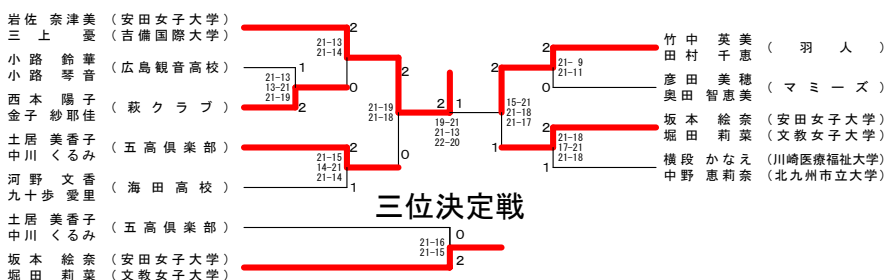 岩佐 奈津美 (安田女子大学)
三上 憂 (吉備国際大学)
2
21-13
21-14
小路 鈴華
小路 琴音
(広島観音高校)
1
21-13
13-21
21-19
0
2
西本 陽子
金子 紗耶佳
(萩クラブ)
2
21-19
21-18
2
1
19-21
21-13
22-20
土居 美香子
中川 くるみ
(五高倶楽部)
2
21-15
14-21
21-14
0
河野 文香
九十歩 愛里
(海田高校)
1
竹中 英美
田村 千恵
(羽人)
2
21- 9
21-11
2
彦田 美穂
奥田 智恵美
(マミーズ)
0
15-21
21-18
21-17
坂本 絵奈 (安田女子大学)
堀田 莉菜 (文教女子大学)
2
21-18
17-21
21-18
1
横段 かなえ (川崎医療福祉大学)
中野 恵莉奈 (北九州市立大学)
1
三位決定戦
土居 美香子
中川 くるみ
(五高倶楽部)
0
21-16
21-15
2
坂本 絵奈 (安田女子大学)
堀田 莉菜 (文教女子大学)